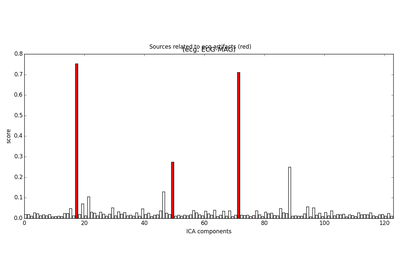 Sources related to ecg artifacts (red)
(ecg, ECG-MAG)
0.8
0.7
0.6
0.5
0.4
0.3
0.2
0.1
0.0
score
0 20 40 60 80 100 120
ICA components